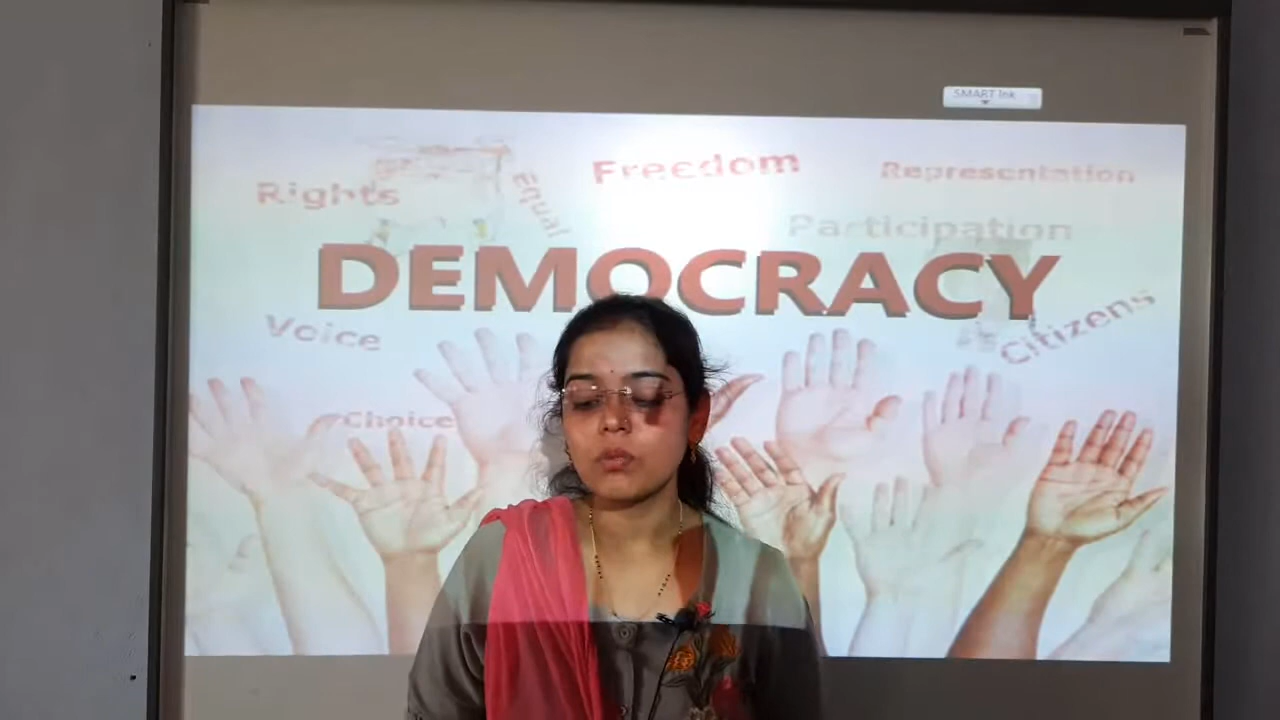 SMART Ink
Freedom
Representation
Rights
Equal
Participation
DEMOCRACY
Voice
Citizens
Choice